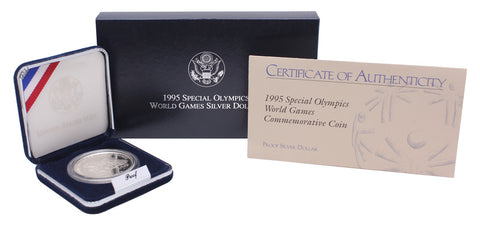 1995 SPECIAL OLYMPICS
WORLD GAMES SILVER DOLL
CERTIFICATE OF AUTHENTICITY
1995 Special Olympics
World Games
Commemorative Coin
PROOF SILVER DOLLAR
Proof